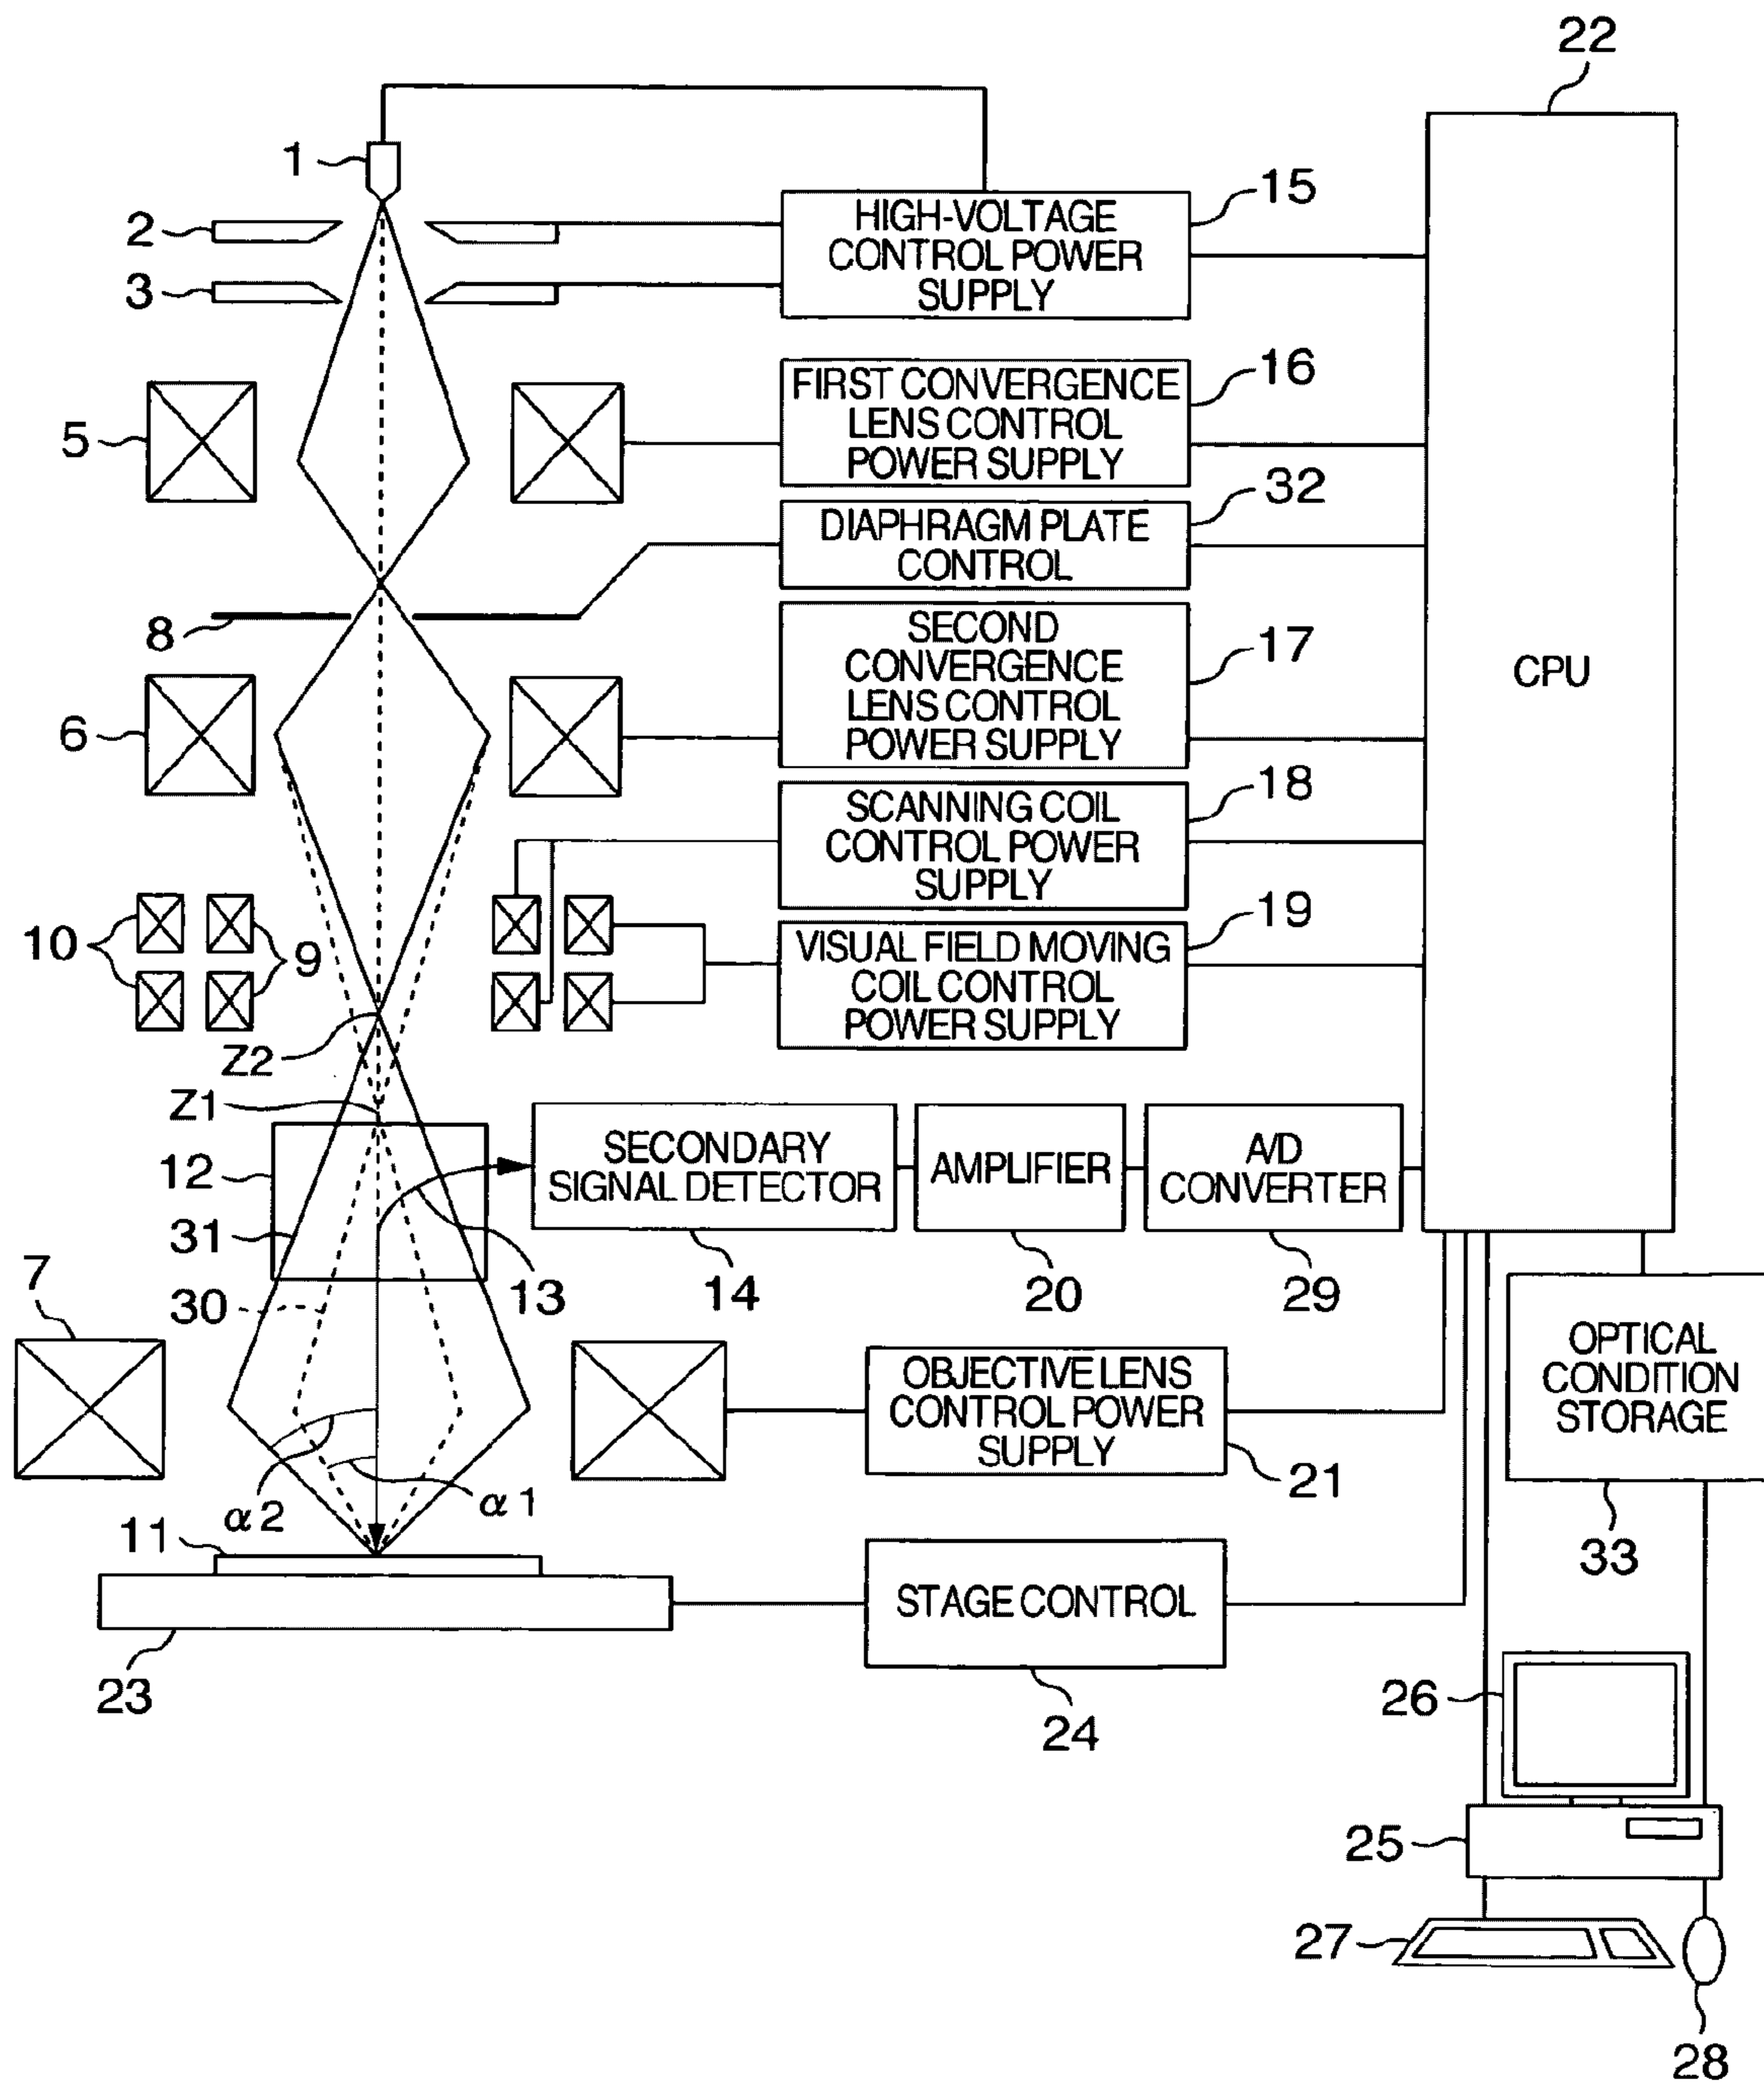 22
1
HIGH-VOLTAGE
CONTROL POWER
SUPPLY
15
2
3
FIRST CONVERGENCE
LENS CONTROL
POWER SUPPLY
16
5
DIAPHRAGM PLATE
CONTROL
32
8
SECOND
CONVERGENCE
LENS CONTROL
POWER SUPPLY
17
CPU
6
SCANNING COIL
CONTROL POWER
SUPPLY
18
10
9
VISUAL FIELD MOVING
COIL CONTROL
POWER SUPPLY
19
Z2
Z1
12
SECONDARY
SIGNAL DETECTOR
AMPLIFIER
A/D
CONVERTER
31
30
13
14
20
29
7
OBJECTIVE LENS
CONTROL POWER
SUPPLY
21
OPTICAL
CONDITION
STORAGE
33
α2
α1
11
STAGE CONTROL
23
24
26
25
27
28